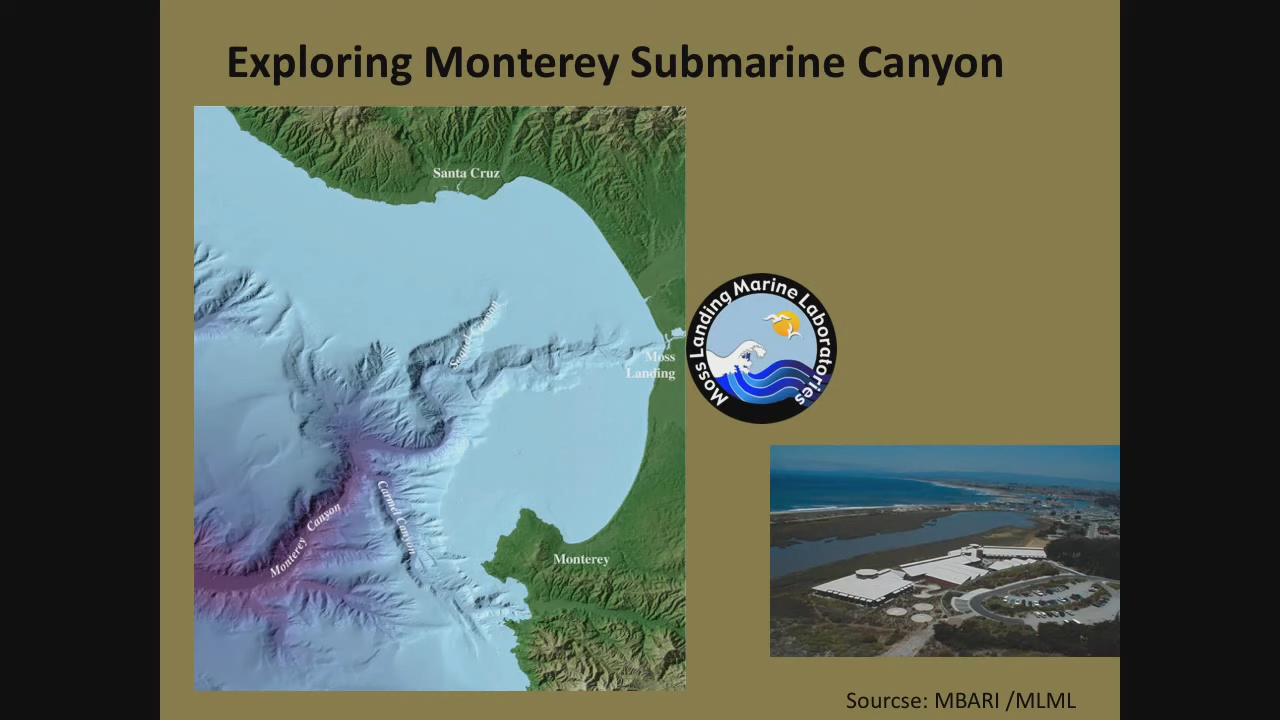 Exploring Monterey Submarine Canyon
Santa Cruz
Soquel Canyon
Moss
Landing
Moss Landing Marine Laboratories
Carmel Canyon
Monterey Canyon
Monterey
Sourcse: MBARI /MLML